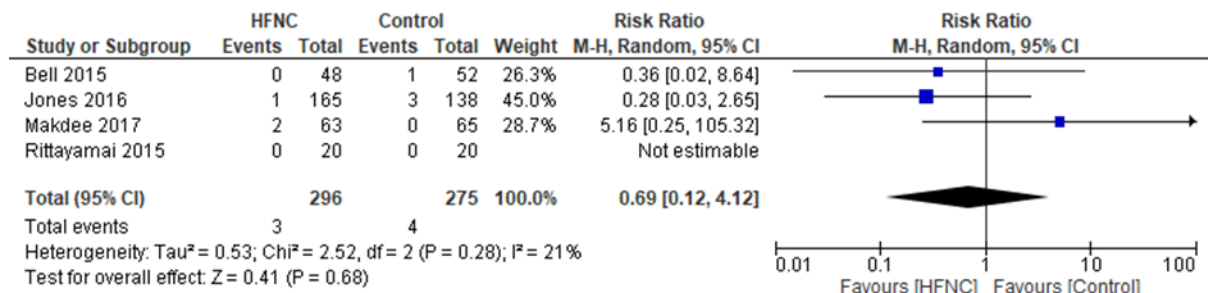 HFNC Control Risk Ratio Risk Ratio
Study or Subgroup Events Total Events Total Weight M-H, Random, 95% CI M-H, Random, 95% CI
Bell 2015 0 48 1 52 26.3% 0.36 [0.02, 8.64]
Jones 2016 1 165 3 138 45.0% 0.28 [0.03, 2.65]
Makdee 2017 2 63 0 65 28.7% 5.16 [0.25, 105.32]
Rittayamai 2015 0 20 0 20 Not estimable
Total (95% CI) 296 275 100.0% 0.69 [0.12, 4.12]
Total events 3 4
Heterogeneity: Tau² = 0.53; Chi² = 2.52, df = 2 (P = 0.28); I² = 21%
Test for overall effect: Z = 0.41 (P = 0.68)
0.01 0.1 1 10 100
Favours [HFNC] Favours [Control]